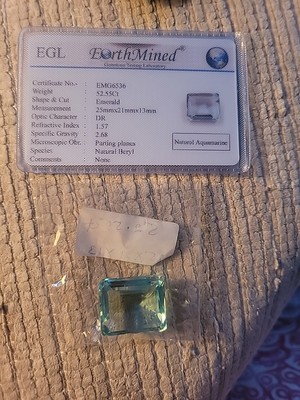 EGL EarthMined
Gemstone Testing Laboratory
Certificate No. : EMG6536
Weight : 52.55Ct
Shape & Cut : Emerald
Measurement : 25mmx21mmx13mm
Optic Character : DR
Refractive Index : 1.57
Specific Gravity : 2.68
Microscopic Obr. : Parting planes
Species : Natural Beryl
Comments : None
Natural Aquamarine